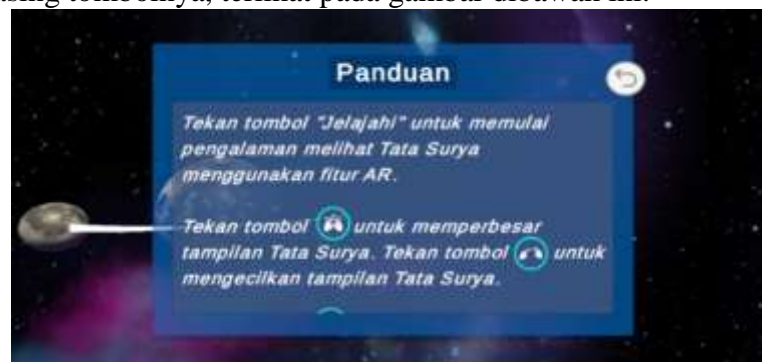 tombolnya, terlihat pada gambar dibawah ini.
Panduan
Tekan tombol "Jelajahi" untuk memulai
pengalaman melihat Tata Surya
menggunakan fitur AR.
Tekan tombol untuk memperbesar
tampilan Tata Surya. Tekan tombol untuk
mengecilkan tampilan Tata Surya.